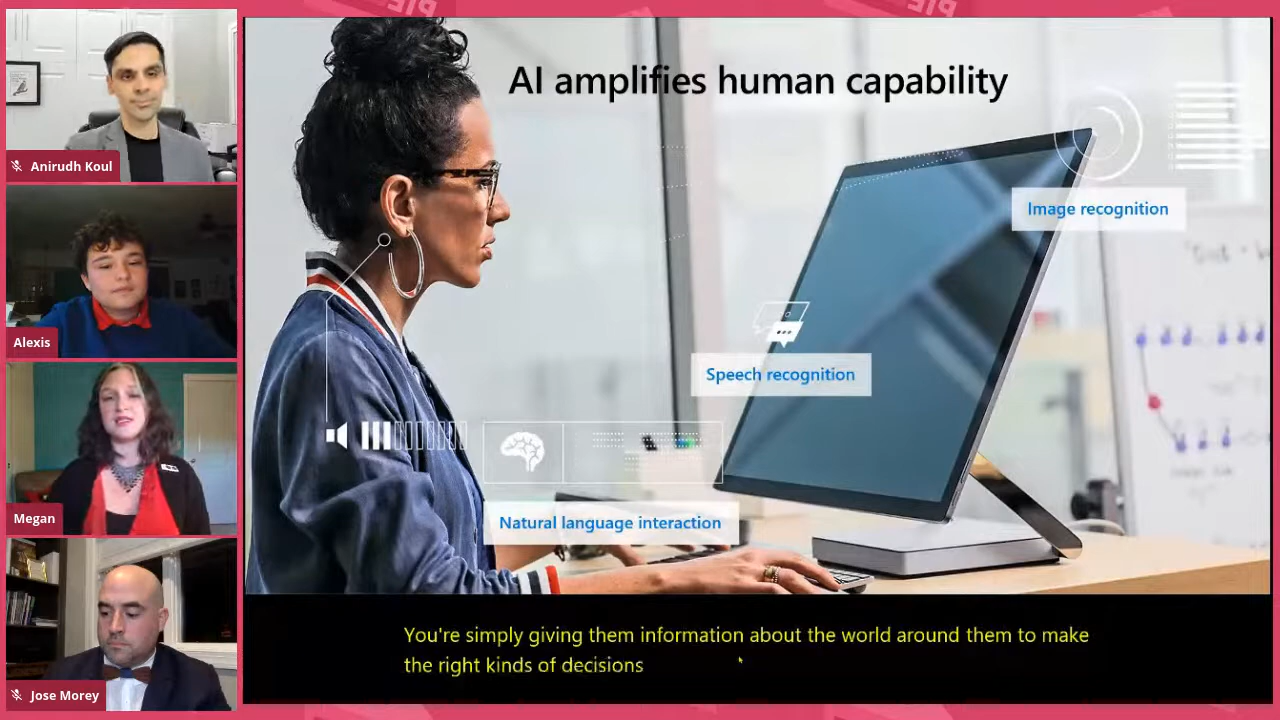 Anirudh Koul
Alexis
Megan
Jose Morey
AI amplifies human capability
Image recognition
Speech recognition
Natural language interaction
You're simply giving them information about the world around them to make
the right kinds of decisions